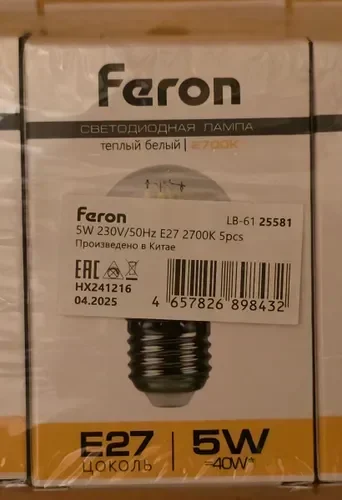 feron
СВЕТОДИОДНАЯ ЛАМПА
теплый белый | 2700K
feron LB-61 25581
5W 230V/50Hz E27 2700K 5pcs
Произведено в Китае
EAC
HX241216
04.2025
4 657826 898432
E27 5W
ЦОКОЛЬ =40W*